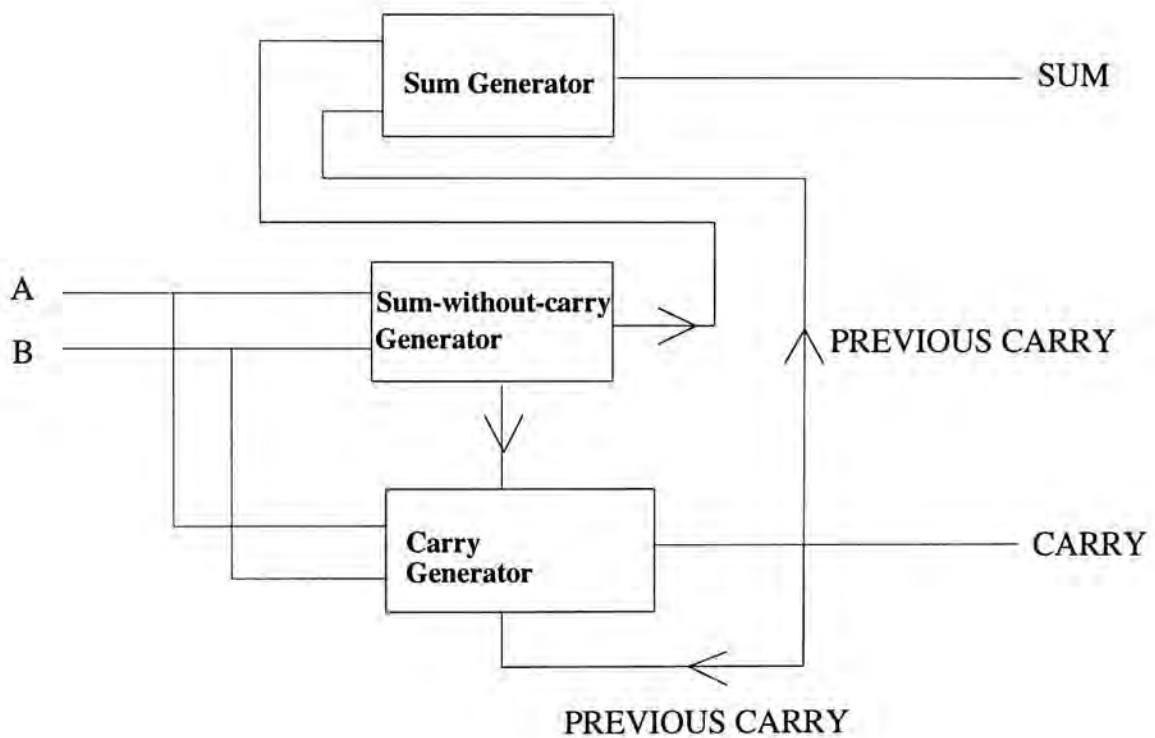 Sum Generator
SUM
A
Sum-without-carry
Generator
B
PREVIOUS CARRY
Carry
Generator
CARRY
PREVIOUS CARRY